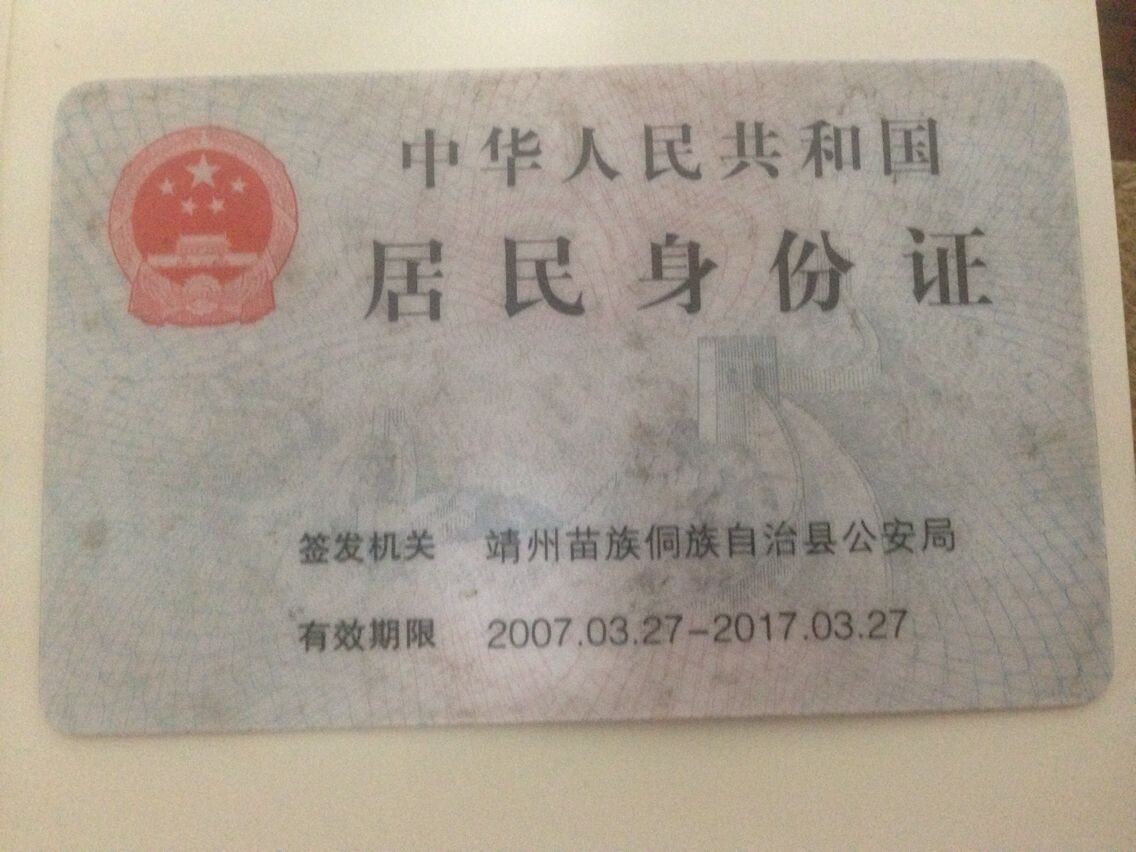 中华人民共和国
居民身份证
签发机关 靖州苗族侗族自治县公安局
有效期限 2007.03.27-2017.03.27